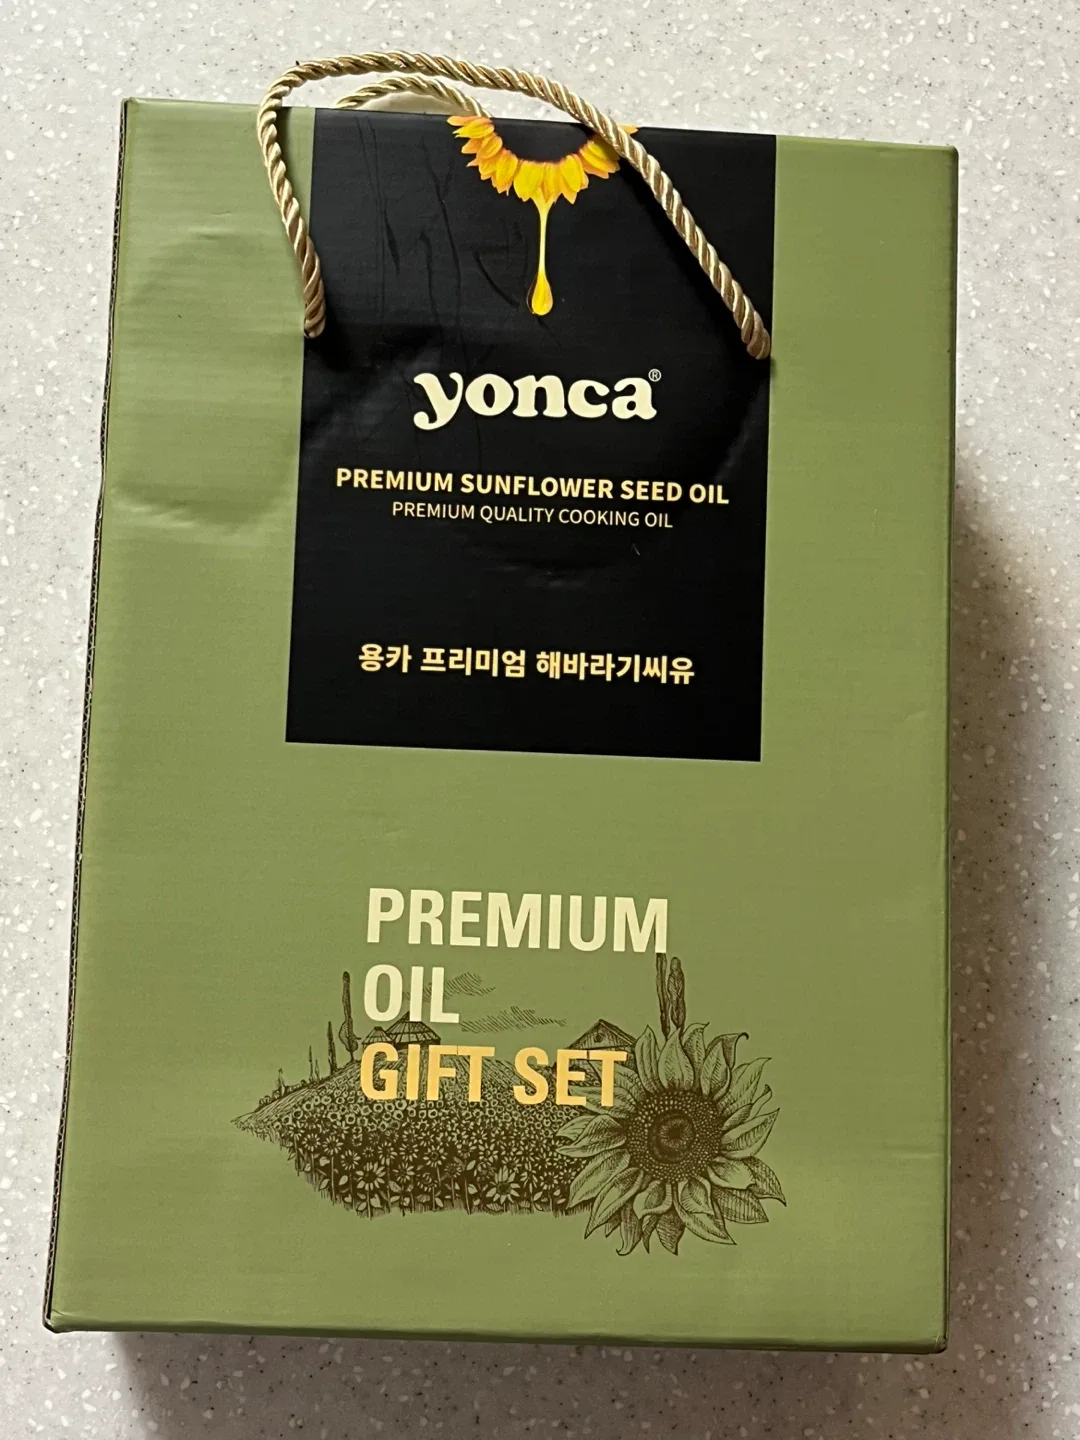 yonca®
PREMIUM SUNFLOWER SEED OIL
PREMIUM QUALITY COOKING OIL
용카 프리미엄 해바라기씨유
PREMIUM
OIL
GIFT SET